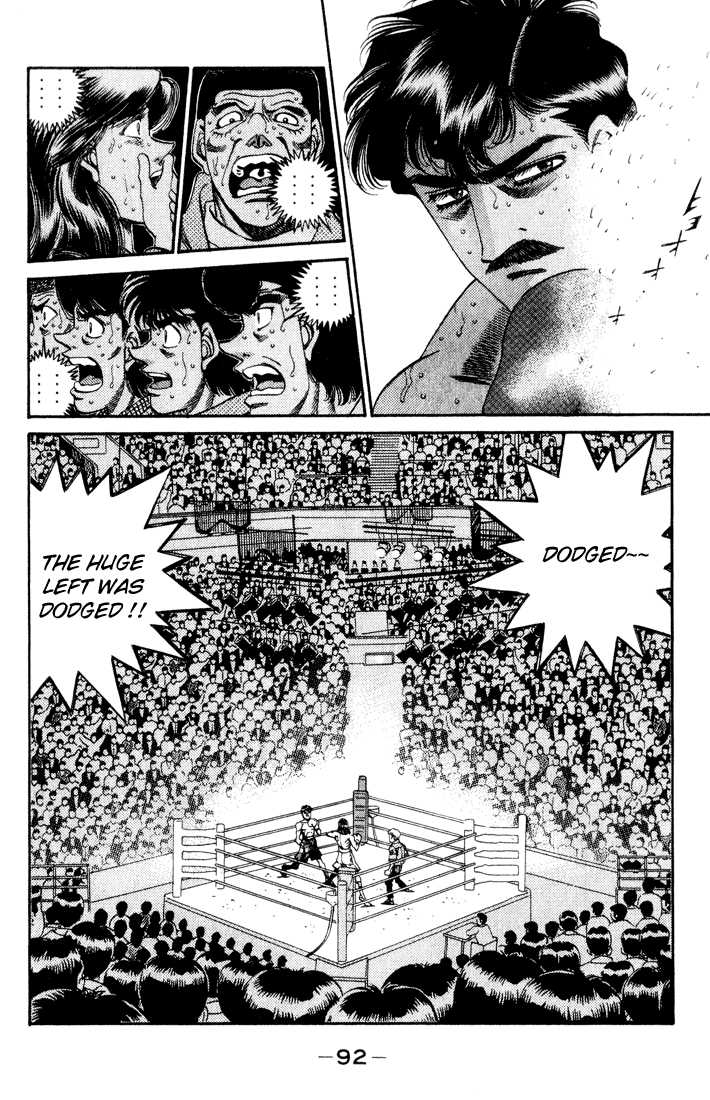 DODGED~~
THE HUGE
LEFT WAS
DODGED !!
—92—